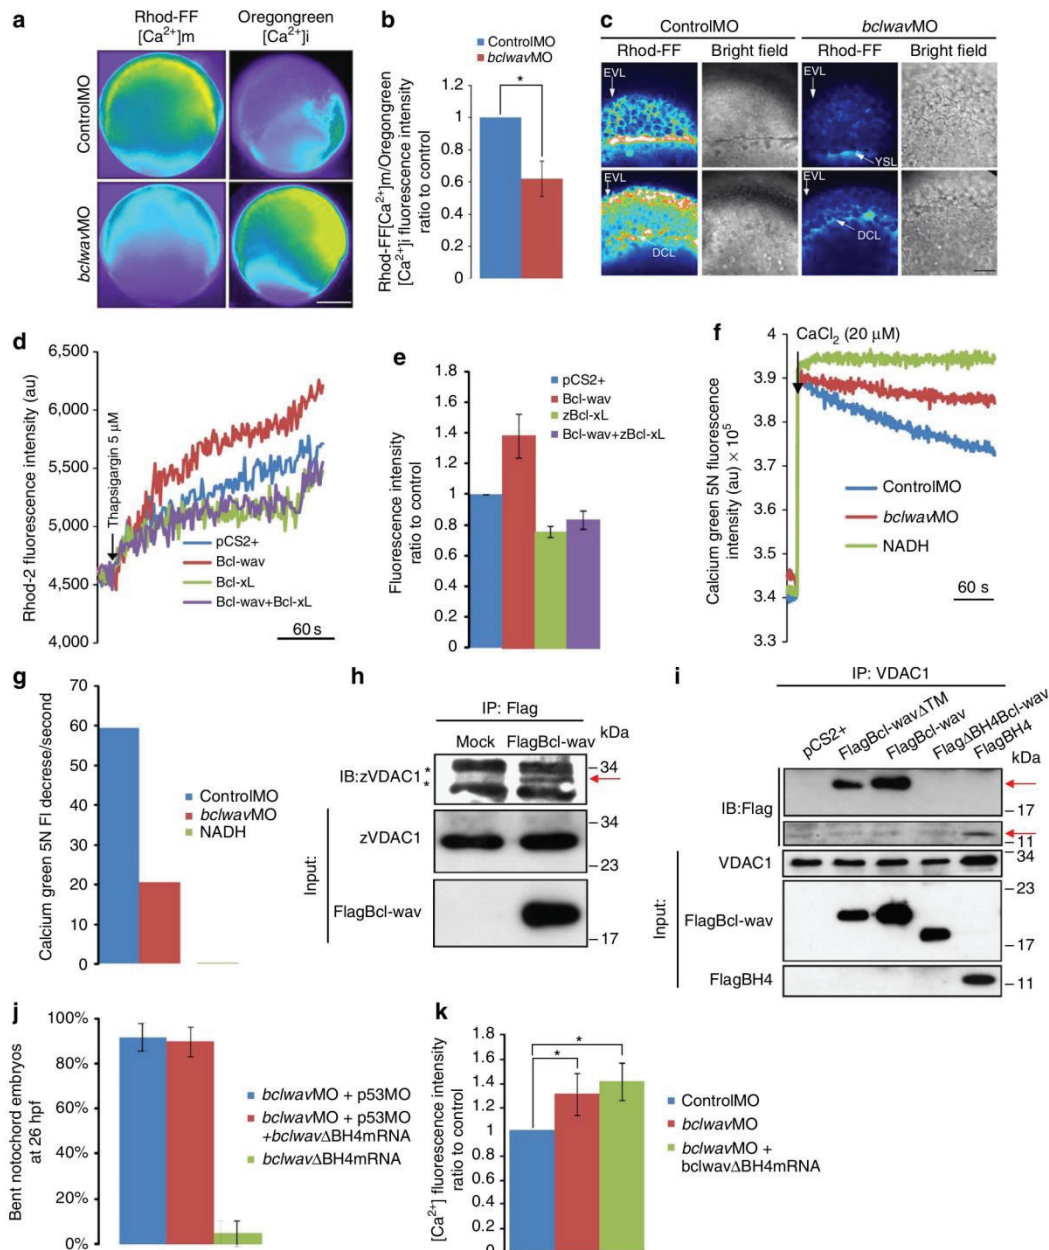 a
Rhod-FF
[Ca²⁺]m
Oregongreen
[Ca²⁺]i
ControlMO
bclwavMO
b
ControlMO
bclwavMO
Rhod-FF[Ca²⁺]m/Oregongreen
[Ca²⁺]i fluorescence intensity
ratio to control
1.2
1
0.8
0.6
0.4
0.2
0
*
c
ControlMO
bclwavMO
Rhod-FF
Bright field
Rhod-FF
Bright field
EVL
EVL
YSL
EVL
DCL
EVL
DCL
d
Rhod-2 fluorescence intensity (au)
6,500
6,000
5,500
5,000
4,500
4,000
Thapsigargin 5 μM
pCS2+
Bcl-wav
Bcl-xL
Bcl-wav+Bcl-xL
60 s
e
Fluorescence intensity
ratio to control
1.8
1.6
1.4
1.2
1
0.8
0.6
0.4
0.2
0
pCS2+
Bcl-wav
zBcl-xL
Bcl-wav+zBcl-xL
f
CaCl₂ (20 μM)
Calcium green 5N fluorescence
intensity (au) × 10⁵
4
3.9
3.8
3.7
3.6
3.5
3.4
3.3
ControlMO
bclwavMO
NADH
60 s
g
Calcium green 5N FI decrese/second
70
60
50
40
30
20
10
0
ControlMO
bclwavMO
NADH
h
IP: Flag
Mock
FlagBcl-wav
kDa
IB:zVDAC1
*
*
34
Input:
zVDAC1
34
23
FlagBcl-wav
17
i
IP: VDAC1
pCS2+
FlagBcl-wavΔTM
FlagBcl-wav
FlagΔBH4Bcl-wav
FlagBH4
kDa
IB:Flag
17
11
Input:
VDAC1
34
23
FlagBcl-wav
17
FlagBH4
11
j
Bent notochord embryos
at 26 hpf
100%
80%
60%
40%
20%
0%
bclwavMO + p53MO
bclwavMO + p53MO
+bclwavΔBH4mRNA
bclwavΔBH4mRNA
k
[Ca²⁺] fluorescence intensity
ratio to control
1.8
1.6
1.4
1.2
1
0.8
0.6
0.4
0.2
0
*
*
ControlMO
bclwavMO
bclwavMO +
bclwavΔBH4mRNA